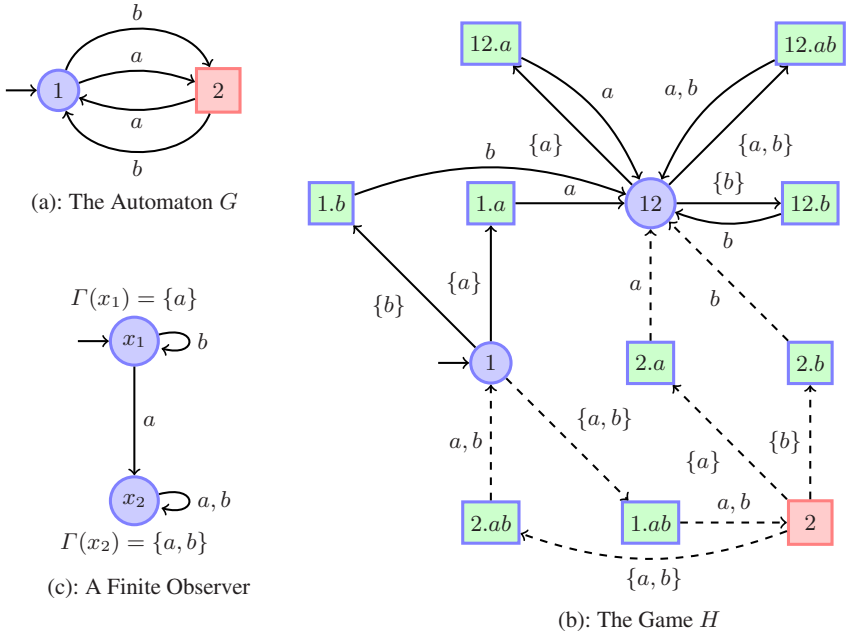 b
a
1
2
a
b
(a): The Automaton G
Γ(x₁) = {a}
x₁
b
a
x₂
a, b
Γ(x₂) = {a, b}
(c): A Finite Observer
12.a
12.ab
a
a, b
{a}
{a, b}
b
{b}
1.b
1.a
a
12
12.b
b
{b}
{a}
a
b
1
2.a
2.b
{a, b}
a, b
{a}
{b}
2.ab
1.ab
a, b
2
{a, b}
(b): The Game H